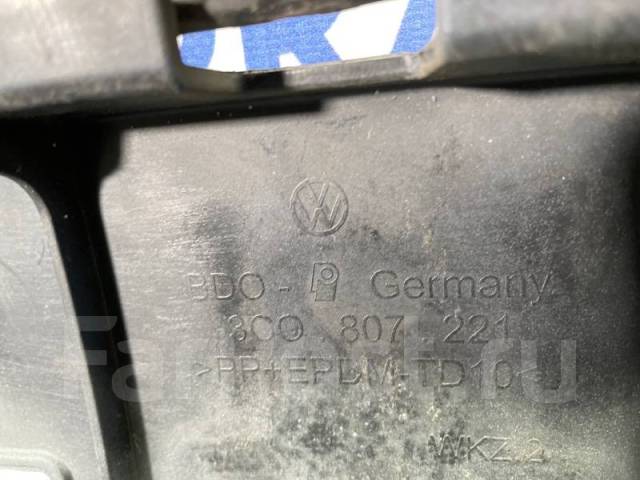 BDO - Germany
3C0 807 221
>PP+EPDM-TD10<
WKZ.2